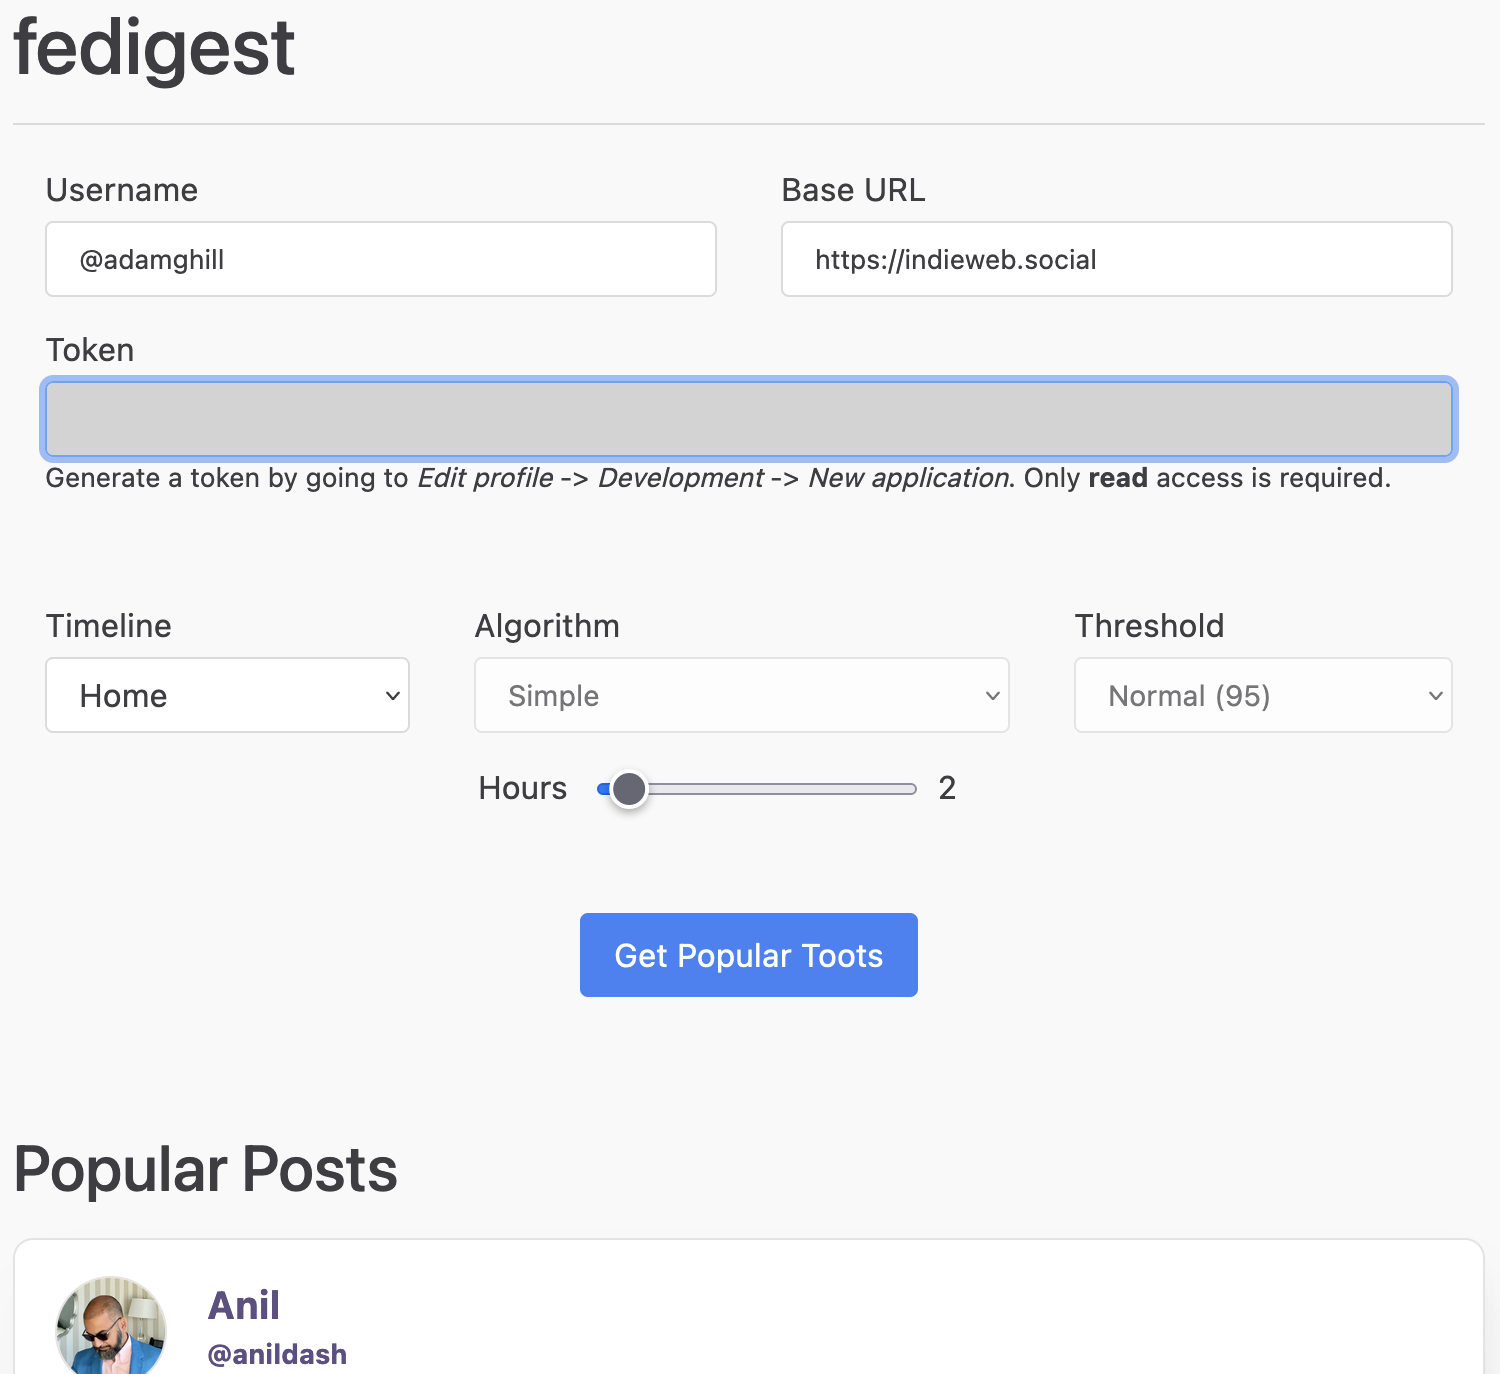 fedigest
Username
Base URL
@adamghill
https://indieweb.social
Token
Generate a token by going to Edit profile -> Development -> New application. Only read access is required.
Timeline
Algorithm
Threshold
Home
Simple
Normal (95)
Hours
2
Get Popular Toots
Popular Posts
Anil
@anildash